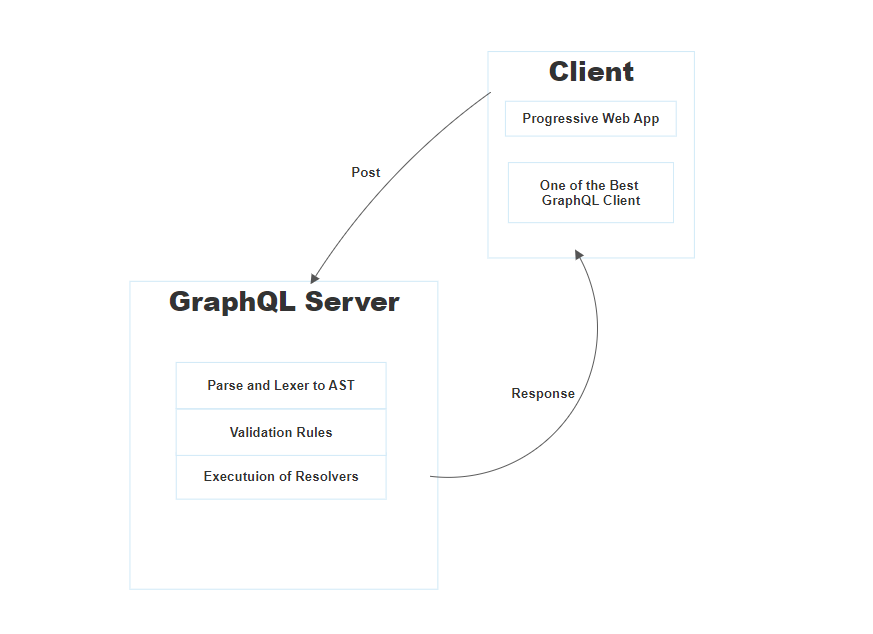 Client
Progressive Web App
One of the Best
GraphQL Client
Post
GraphQL Server
Parse and Lexer to AST
Validation Rules
Executuion of Resolvers
Response